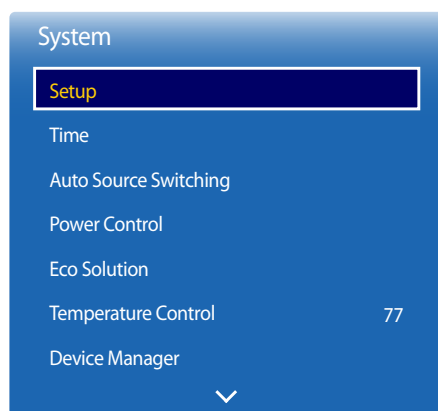 System
Setup
Time
Auto Source Switching
Power Control
Eco Solution
Temperature Control 77
Device Manager